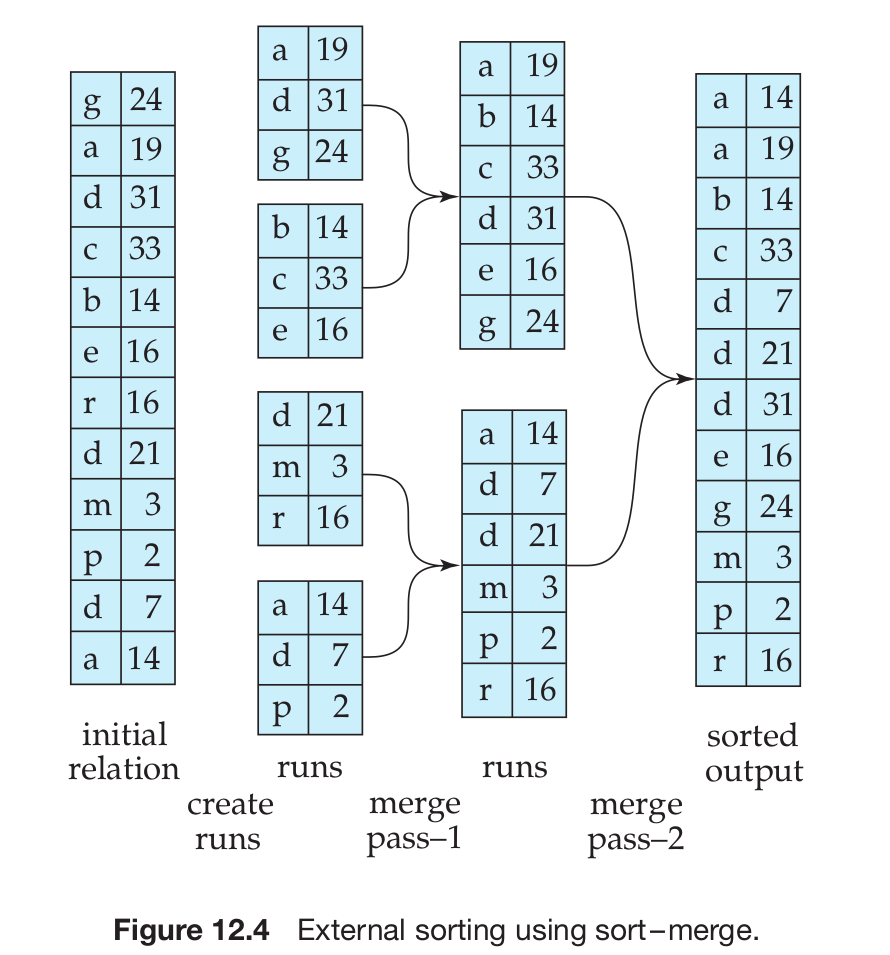 g 24
a 19
d 31
c 33
b 14
e 16
r 16
d 21
m 3
p 2
d 7
a 14
initial
relation
create
runs
a 19
d 31
g 24
b 14
c 33
e 16
d 21
m 3
r 16
a 14
d 7
p 2
runs
merge
pass–1
a 19
b 14
c 33
d 31
e 16
g 24
a 14
d 7
d 21
m 3
p 2
r 16
runs
merge
pass–2
a 14
a 19
b 14
c 33
d 7
d 21
d 31
e 16
g 24
m 3
p 2
r 16
sorted
output
Figure 12.4 External sorting using sort–merge.